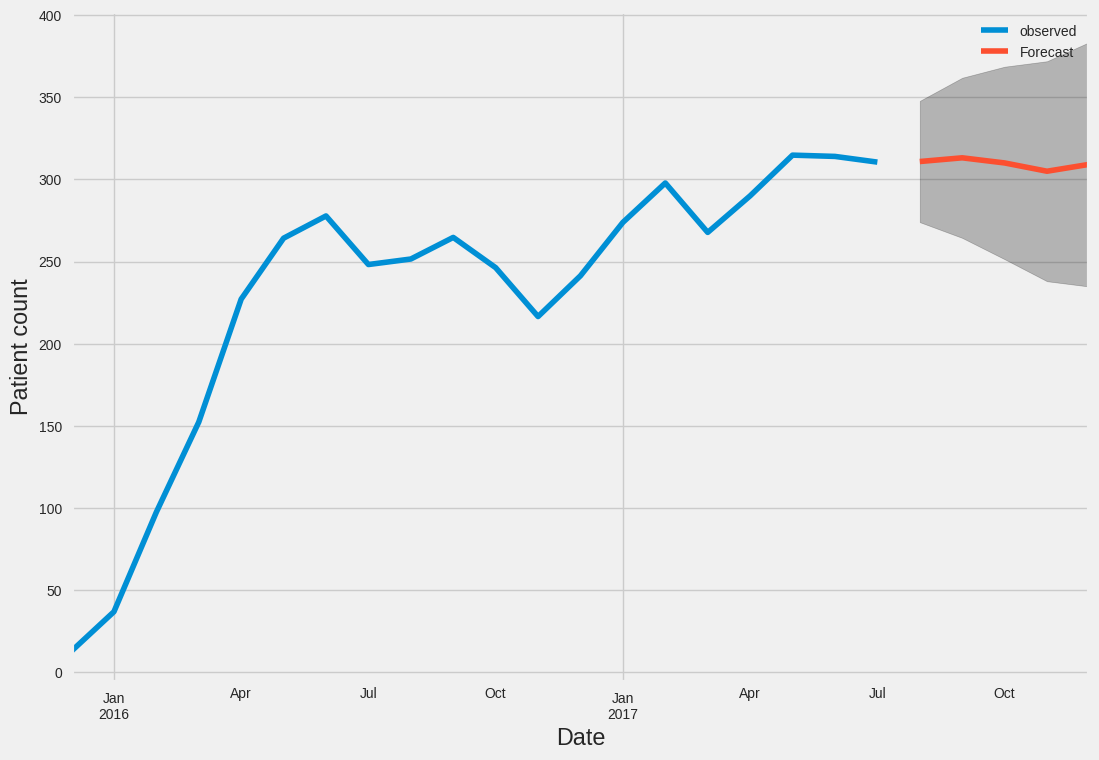 400
350
300
250
200
150
100
50
0
Patient count
observed
Forecast
Jan
2016
Apr
Jul
Oct
Jan
2017
Apr
Jul
Oct
Date